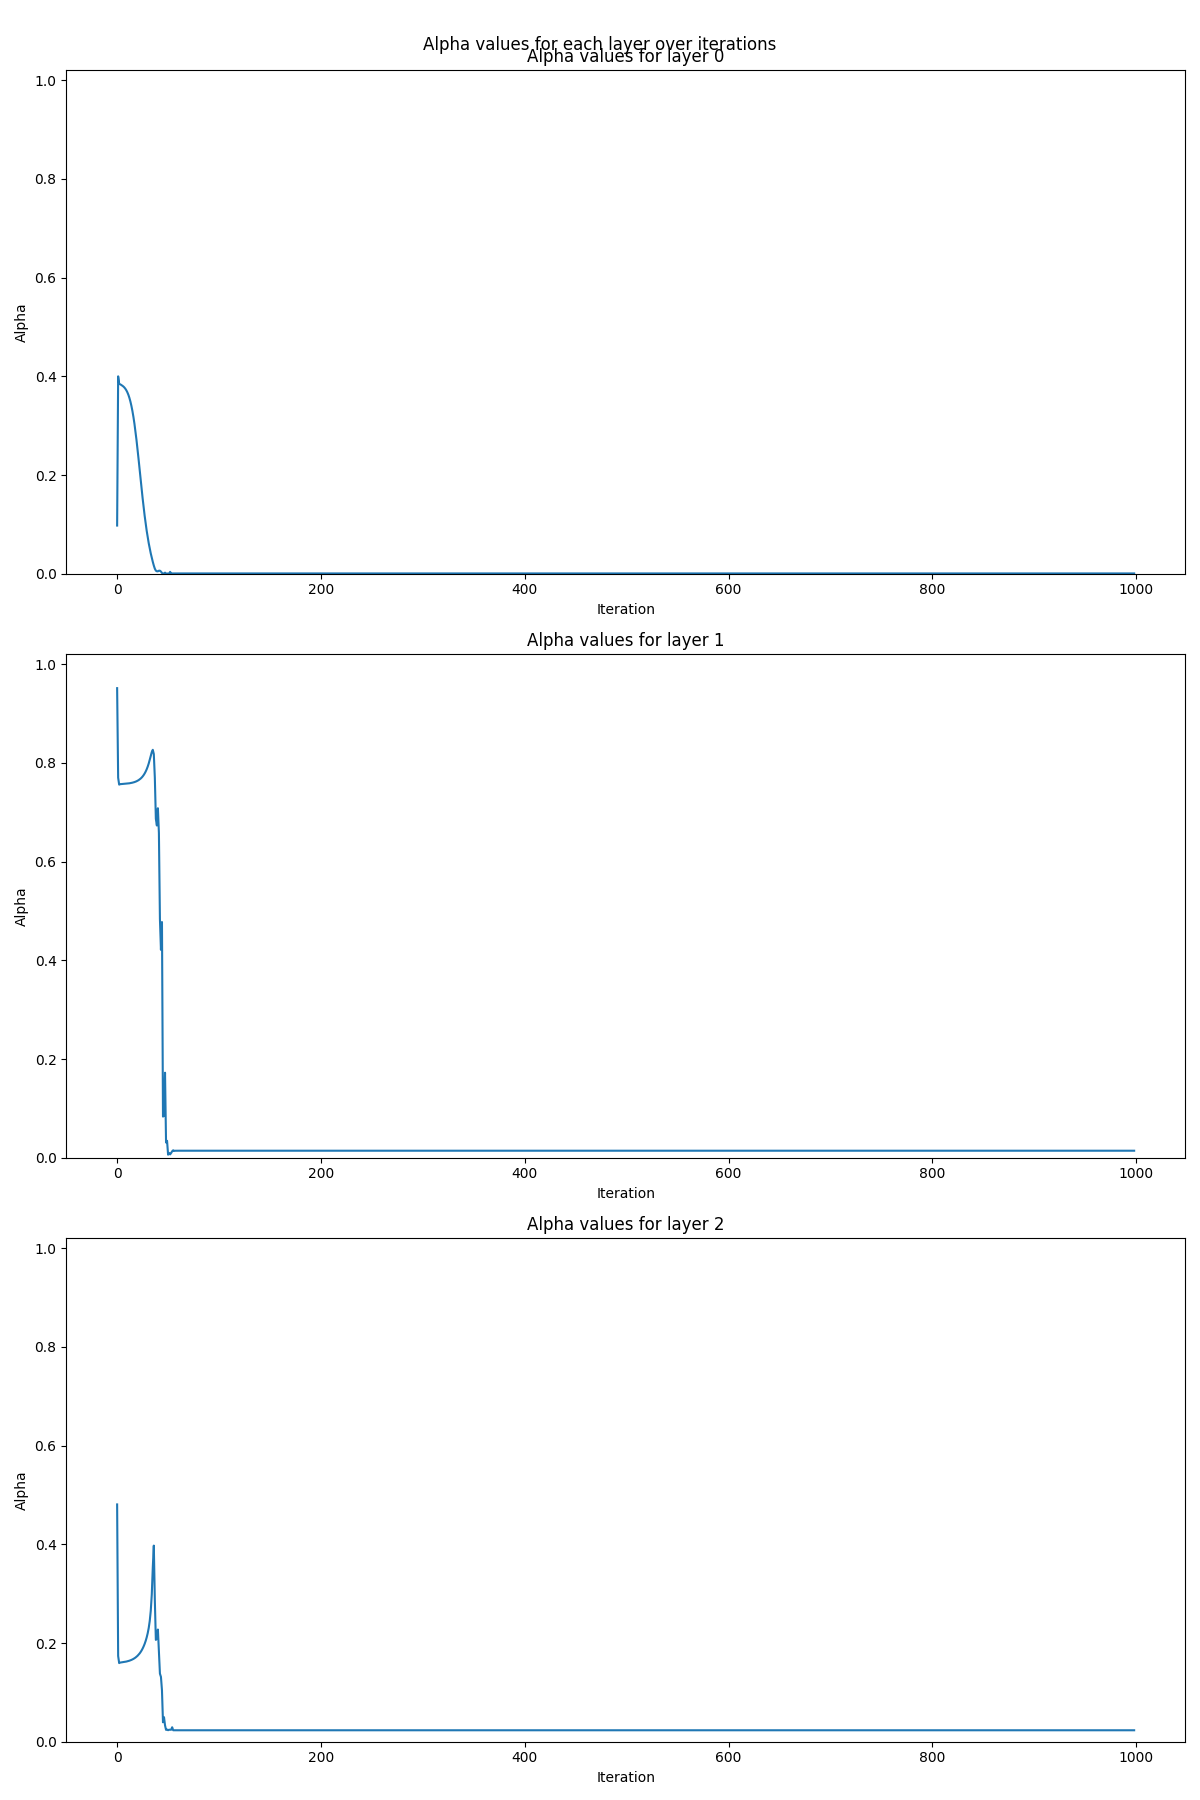 Alpha values for each layer over iterations
Alpha values for layer 0
1.0
0.8
0.6
0.4
0.2
0.0
Alpha
0 200 400 600 800 1000
Iteration
Alpha values for layer 1
1.0
0.8
0.6
0.4
0.2
0.0
Alpha
0 200 400 600 800 1000
Iteration
Alpha values for layer 2
1.0
0.8
0.6
0.4
0.2
0.0
Alpha
0 200 400 600 800 1000
Iteration